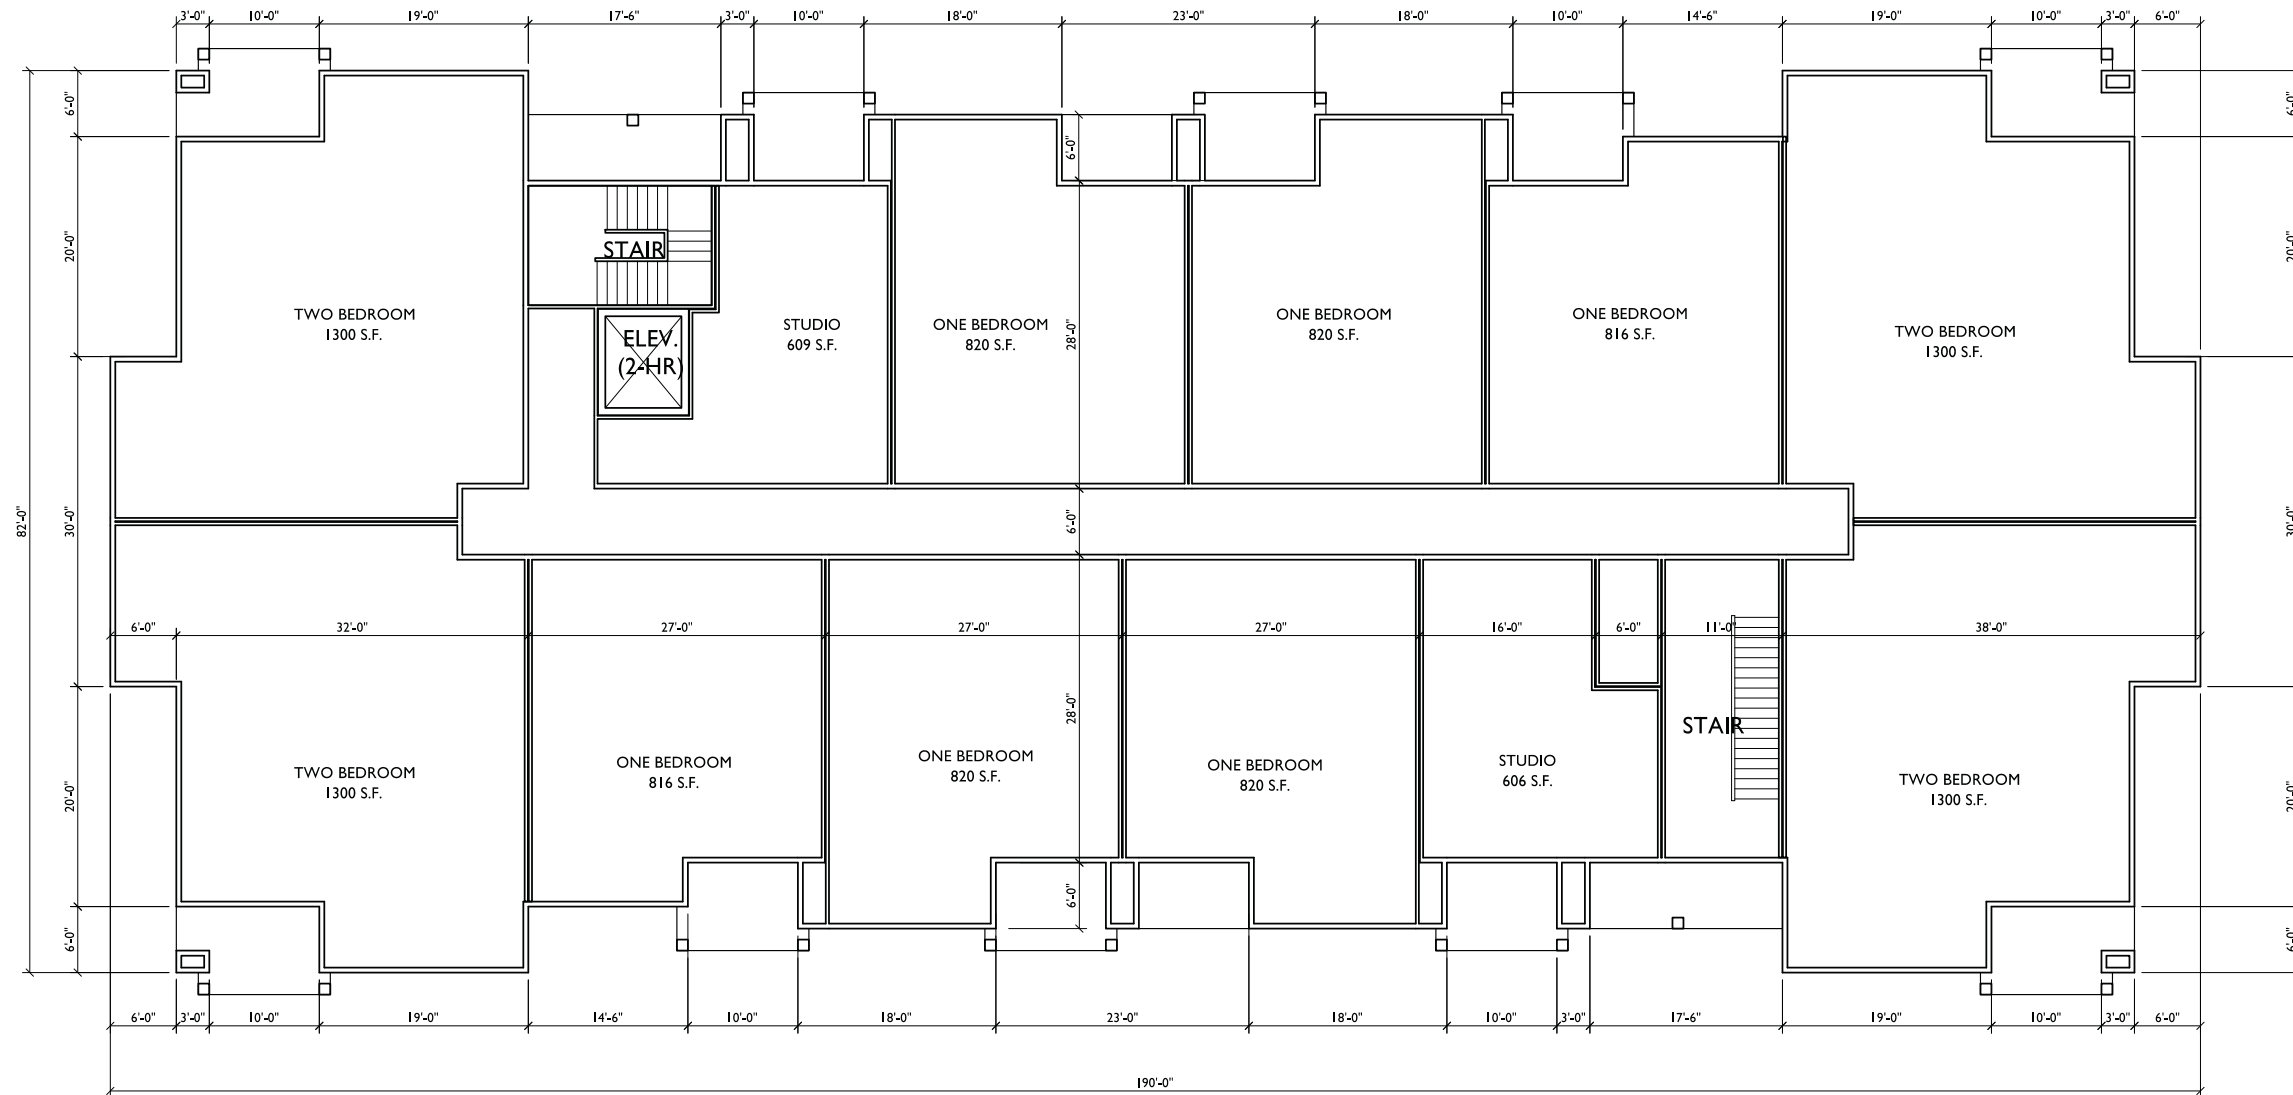 3'-0" 10'-0" 19'-0" 17'-6" 3'-0" 10'-0" 18'-0" 23'-0" 18'-0" 10'-0" 14'-6" 19'-0" 10'-0" 3'-0" 6'-0"
6'-0"
6'-0"
6'-0"
20'-0"
20'-0"
STAIR
TWO BEDROOM
1300 S.F.
ELEV.
(2-HR)
STUDIO
609 S.F.
ONE BEDROOM
820 S.F.
28'-0"
ONE BEDROOM
820 S.F.
ONE BEDROOM
816 S.F.
TWO BEDROOM
1300 S.F.
82'-0"
30'-0"
6'-0"
30'-0"
6'-0" 32'-0" 27'-0" 27'-0" 27'-0" 16'-0" 6'-0" 11'-0" 38'-0"
28'-0"
STAIR
20'-0"
TWO BEDROOM
1300 S.F.
ONE BEDROOM
816 S.F.
ONE BEDROOM
820 S.F.
ONE BEDROOM
820 S.F.
STUDIO
606 S.F.
TWO BEDROOM
1300 S.F.
20'-0"
6'-0"
6'-0"
6'-0"
6'-0" 3'-0" 10'-0" 19'-0" 14'-6" 10'-0" 18'-0" 23'-0" 18'-0" 10'-0" 3'-0" 17'-6" 19'-0" 10'-0" 3'-0" 6'-0"
190'-0"